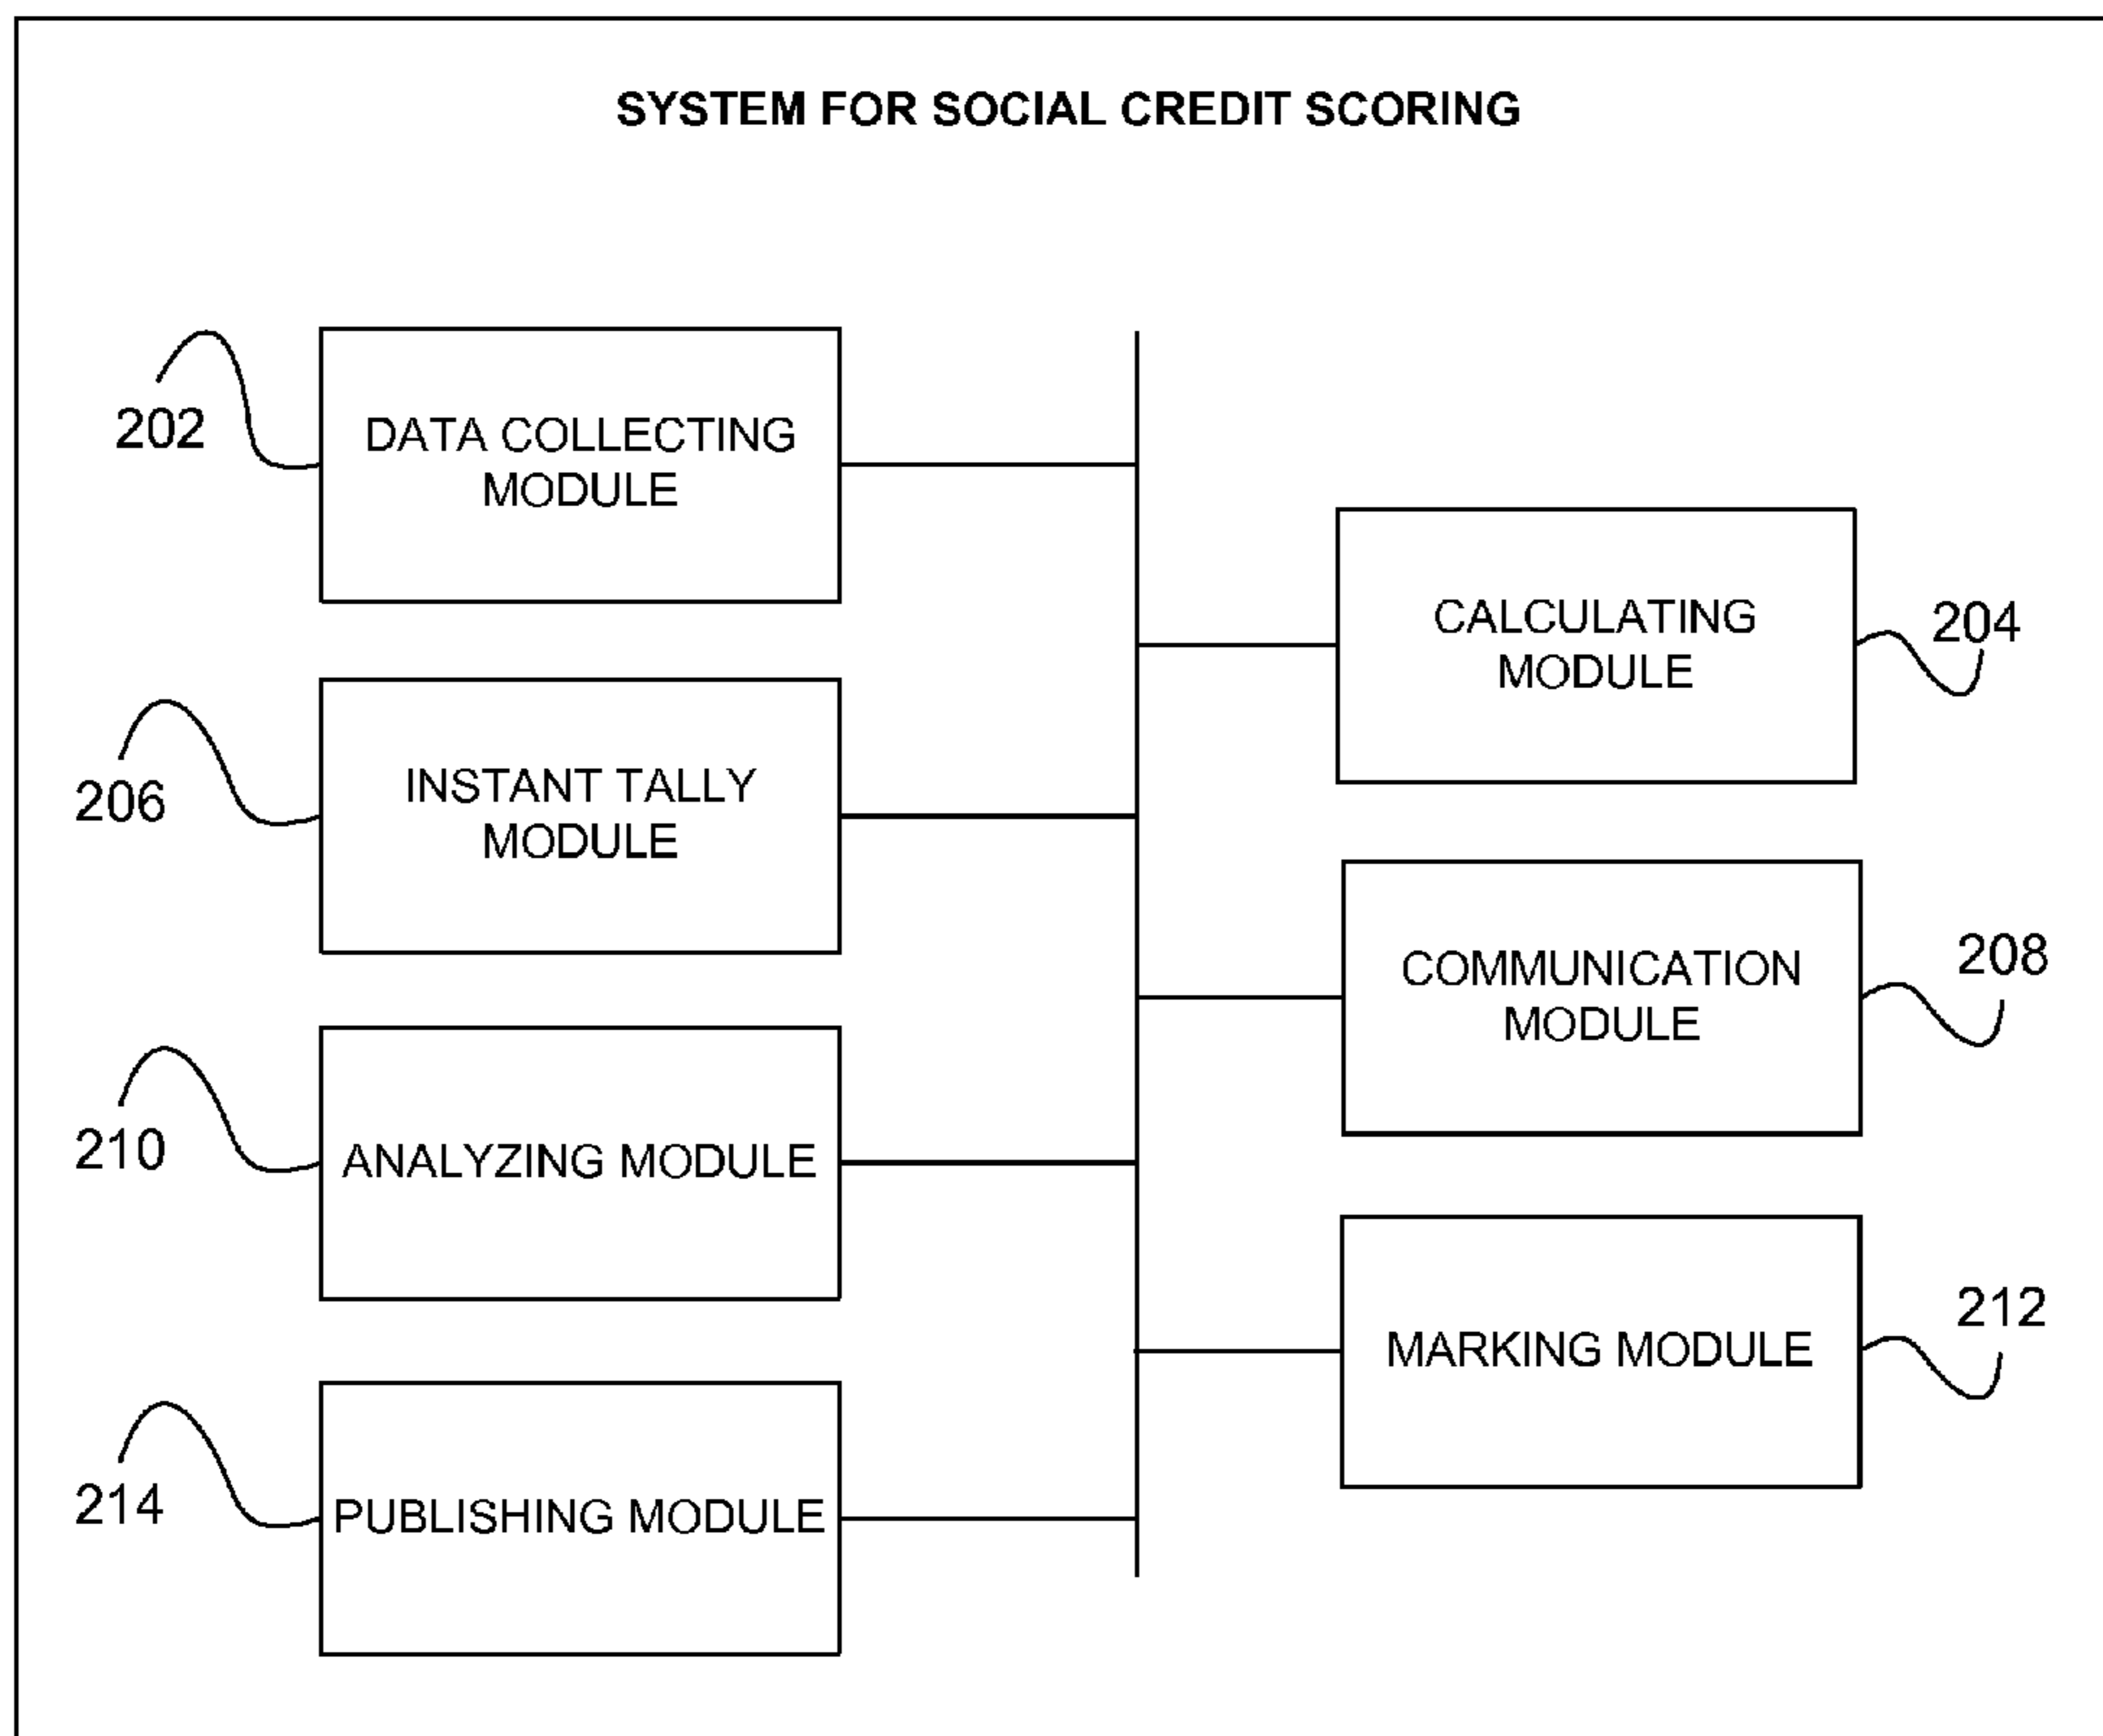 SYSTEM FOR SOCIAL CREDIT SCORING
202
DATA COLLECTING
MODULE
CALCULATING
MODULE
204
206
INSTANT TALLY
MODULE
COMMUNICATION
MODULE
208
210
ANALYZING MODULE
MARKING MODULE
212
214
PUBLISHING MODULE